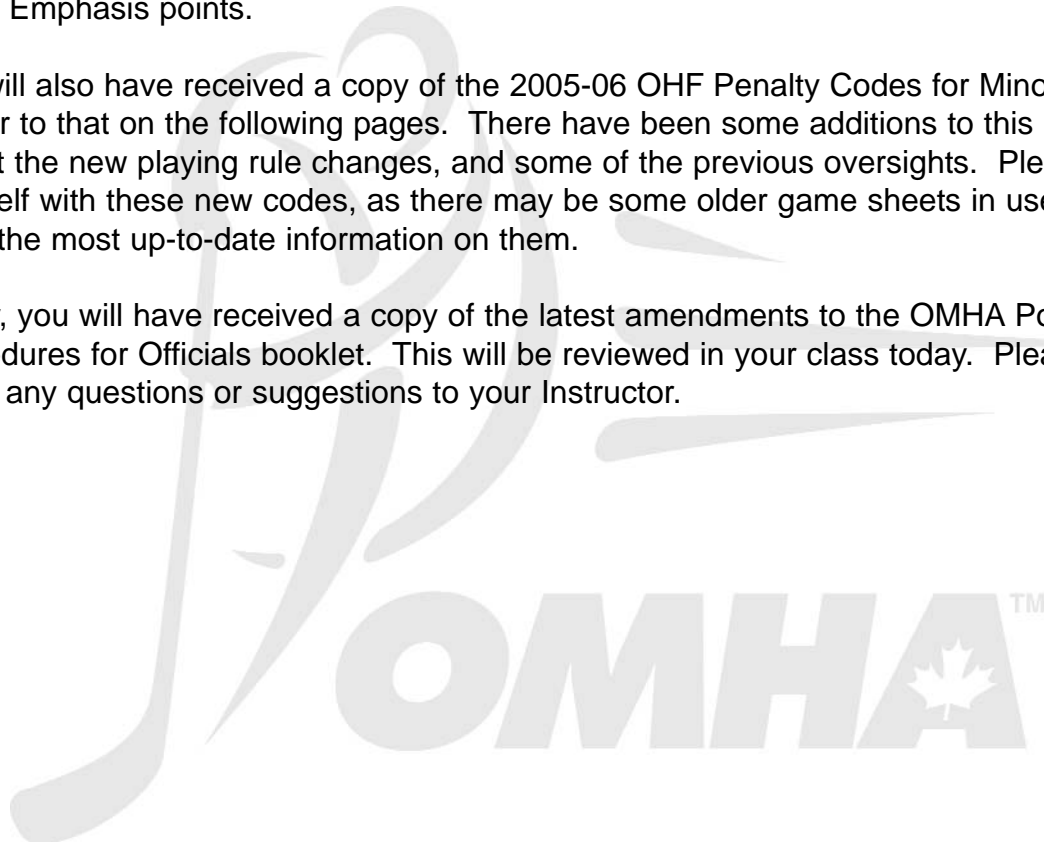 Emphasis points.
will also have received a copy of the 2005-06 OHF Penalty Codes for Mino
r to that on the following pages. There have been some additions to this
t the new playing rule changes, and some of the previous oversights. Ple
elf with these new codes, as there may be some older game sheets in use
the most up-to-date information on them.
, you will have received a copy of the latest amendments to the OMHA Po
dures for Officials booklet. This will be reviewed in your class today. Plea
any questions or suggestions to your Instructor.
OMHA TM